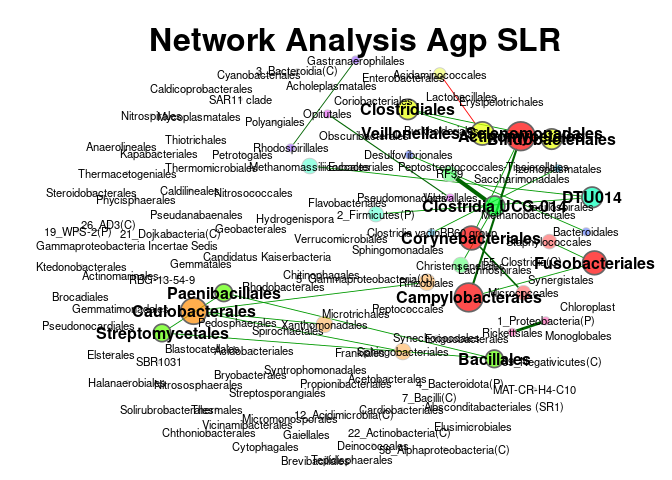 Network Analysis Agp SLR
Gastranaerophilales
3_Bacteroidia(C)
Cyanobacteriales
Acidaminococcales
Enterobacterales
Caldicoprobacterales
Acholeplasmatales
SAR11 clade
Coriobacteriales
Lactobacillales
Erysipelotrichales
Clostridiales
Opitutales
Nitrospirales
Mycoplasmatales
Polyangiales
Veillonellales
Actinomycetales
Bifidobacteriales
Obscuribacterales
Thiotrichales
Anaerolineales
Rhodospirillales
Kapabacteriales
Petrotogales
Desulfovibrionales
Thermomicrobiales
Methanomassiliicoccales
Eubacteriales
Peptostreptococcales-Tissierellales
Thermacetogeniales
RF39
Izemoplasmatales
Saccharimonadales
Steroidobacterales
Caldilineales
Nitrosococcales
Phycisphaerales
Pseudomonadales
Victivallales
DTU014
Flavobacteriales
Clostridia UCG-014
Pseudanabaenales
Hydrogenispora
2_Firmicutes(P)
Methanobacteriales
26_AD3(C)
Geobacterales
19_WPS-2(P)
21_Dojkabacteria(C)
Verrucomicrobiales
Clostridia vadinBB60 group
Bacteroidales
Corynebacteriales
Staphylococcales
Gammaproteobacteria Incertae Sedis
Sphingomonadales
Candidatus Kaiserbacteria
Ktedonobacterales
Gemmatales
Christensenellales
Lachnospirales
Fusobacteriales
Actinomarinales
RBG-13-54-9
Chitinophagales
5_Gammaproteobacteria(C)
Rhizobiales
Synergistales
Rhodobacterales
Paenibacillales
Brocadiales
Campylobacterales
Micrococcales
Gemmatimonadales
Caulobacterales
Peptococcales
Chloroplast
Microtrichales
1_Proteobacteria(P)
Pseudonocardiales
Pedosphaerales
Xanthomonadales
Spirochaetales
Rickettsiales
Streptomycetales
Synechococcales
Monoglobales
Elsterales
Blastocatellales
Acidobacteriales
Frankiales
Sphingobacteriales
Bacillales
SBR1031
Syntrophomonadales
Bryobacterales
Acetobacterales
Halanaerobiales
Nitrososphaerales
Propionibacteriales
4_Bacteroidota(P)
MAT-CR-H4-C10
Streptosporangiales
7_Bacilli(C)
Solirubrobacterales
Thermales
12_Acidimicrobiia(C)
Cardiobacteriales
Absconditabacteriales (SR1)
Vicinamibacterales
Micromonosporales
Chthoniobacterales
Gaiellales
22_Actinobacteria(C)
Elusimicrobiales
Cytophagales
Deinococcales
58_Alphaproteobacteria(C)
Brevibacillales
Tepidisphaerales